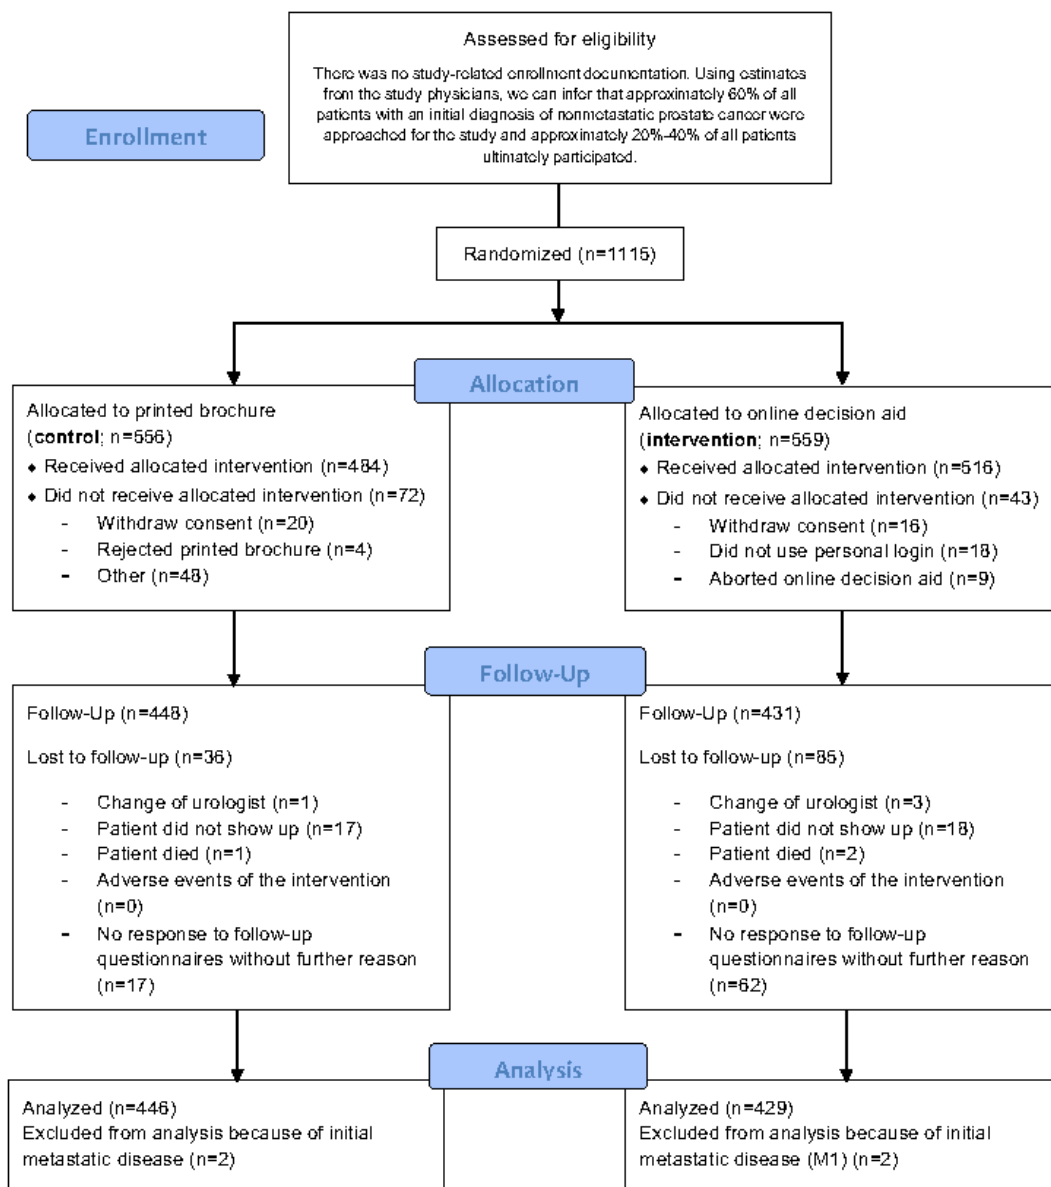 Assessed for eligibility
There was no study-related enrollment documentation. Using estimates
from the study physicians, we can infer that approximately 60% of all
patients with an initial diagnosis of nonmetastatic prostate cancer were
approached for the study and approximately 20%-40% of all patients
ultimately participated.
Enrollment
Randomized (n=1115)
Allocation
Allocated to printed brochure
(control; n=556)
♦ Received allocated intervention (n=484)
♦ Did not receive allocated intervention (n=72)
- Withdraw consent (n=20)
- Rejected printed brochure (n=4)
- Other (n=48)
Allocated to online decision aid
(intervention; n=559)
♦ Received allocated intervention (n=516)
♦ Did not receive allocated intervention (n=43)
- Withdraw consent (n=16)
- Did not use personal login (n=18)
- Aborted online decision aid (n=9)
Follow-Up
Follow-Up (n=448)
Lost to follow-up (n=36)
- Change of urologist (n=1)
- Patient did not show up (n=17)
- Patient died (n=1)
- Adverse events of the intervention
(n=0)
- No response to follow-up
questionnaires without further reason
(n=17)
Follow-Up (n=431)
Lost to follow-up (n=85)
- Change of urologist (n=3)
- Patient did not show up (n=18)
- Patient died (n=2)
- Adverse events of the intervention
(n=0)
- No response to follow-up
questionnaires without further reason
(n=62)
Analysis
Analyzed (n=446)
Excluded from analysis because of initial
metastatic disease (n=2)
Analyzed (n=429)
Excluded from analysis because of initial
metastatic disease (M1) (n=2)